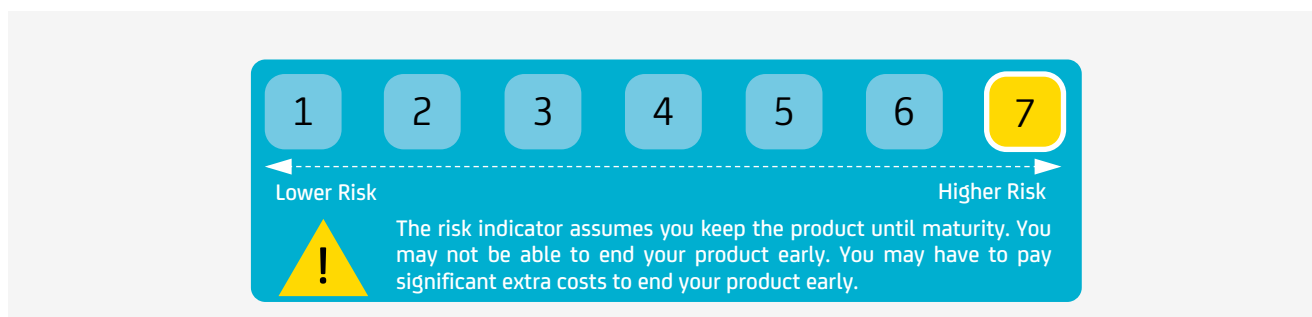 1 2 3 4 5 6 7
Lower Risk Higher Risk
! The risk indicator assumes you keep the product until maturity. You
may not be able to end your product early. You may have to pay
significant extra costs to end your product early.